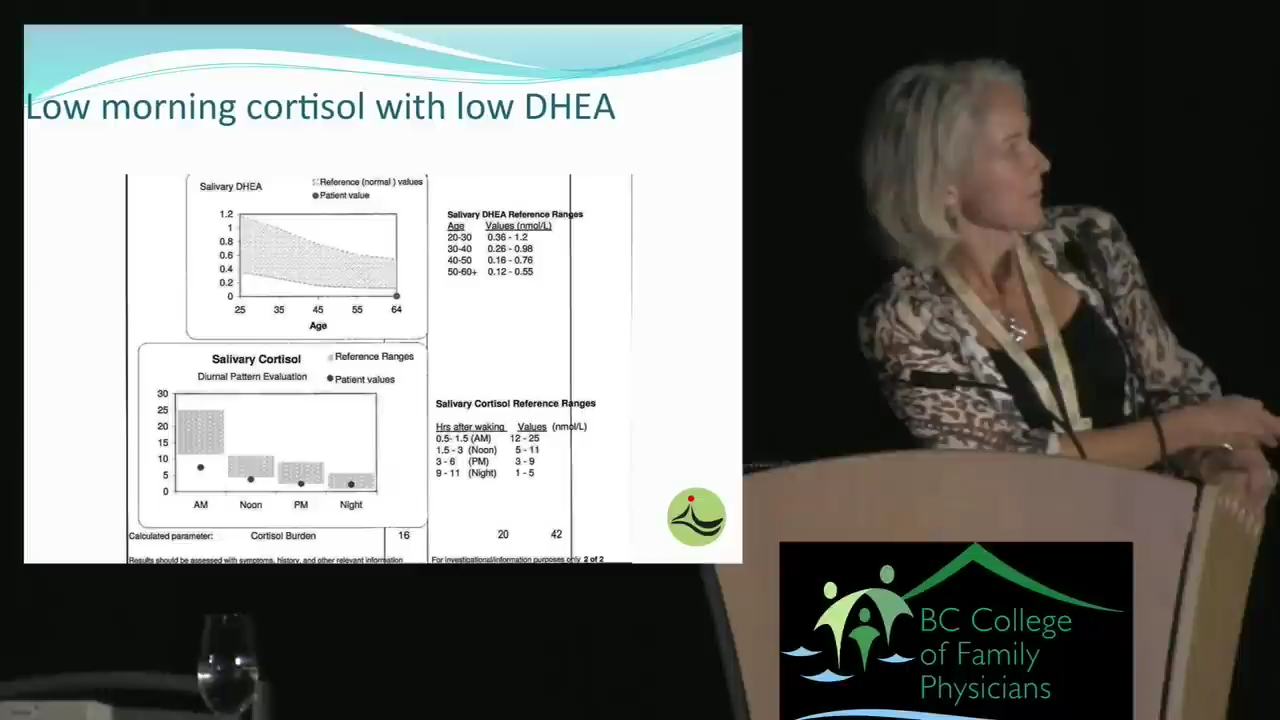 Low morning cortisol with low DHEA
Salivary DHEA
Reference (normal) values
Patient value
1.2
1
0.8
0.6
0.4
0.2
0
25 35 45 55 64
Age
Salivary DHEA Reference Ranges
Age Values (nmol/L)
20-30 0.36 - 1.2
30-40 0.26 - 0.98
40-50 0.16 - 0.76
50-60+ 0.12 - 0.55
Salivary Cortisol
Diurnal Pattern Evaluation
Reference Ranges
Patient values
30
25
20
15
10
5
0
AM Noon PM Night
Salivary Cortisol Reference Ranges
Hrs after waking Values (nmol/L)
0.5- 1.5 (AM) 12 - 25
1.5 - 3 (Noon) 5 - 11
3 - 6 (PM) 3 - 9
9 - 11 (Night) 1 - 5
Calculated parameter: Cortisol Burden 16 20 42
Results should be assessed with symptoms, history, and other relevant information
For investigational/information purposes only 2 of 2
BC College
of Family
Physicians